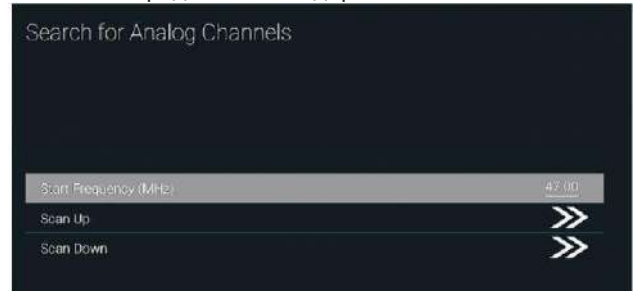 Search for Analog Channels
Start Frequency (MHz) 47.00
Scan Up
Scan Down